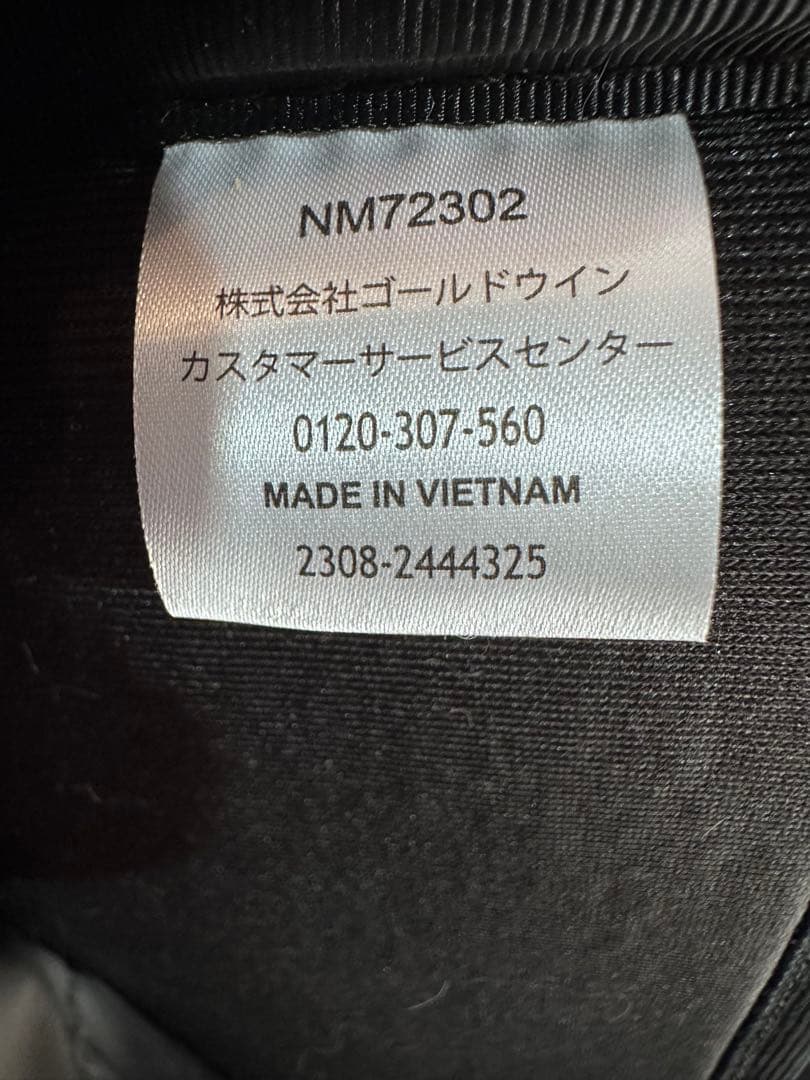 NM72302
株式会社ゴールドウイン
カスタマーサービスセンター
0120-307-560
MADE IN VIETNAM
2308-2444325